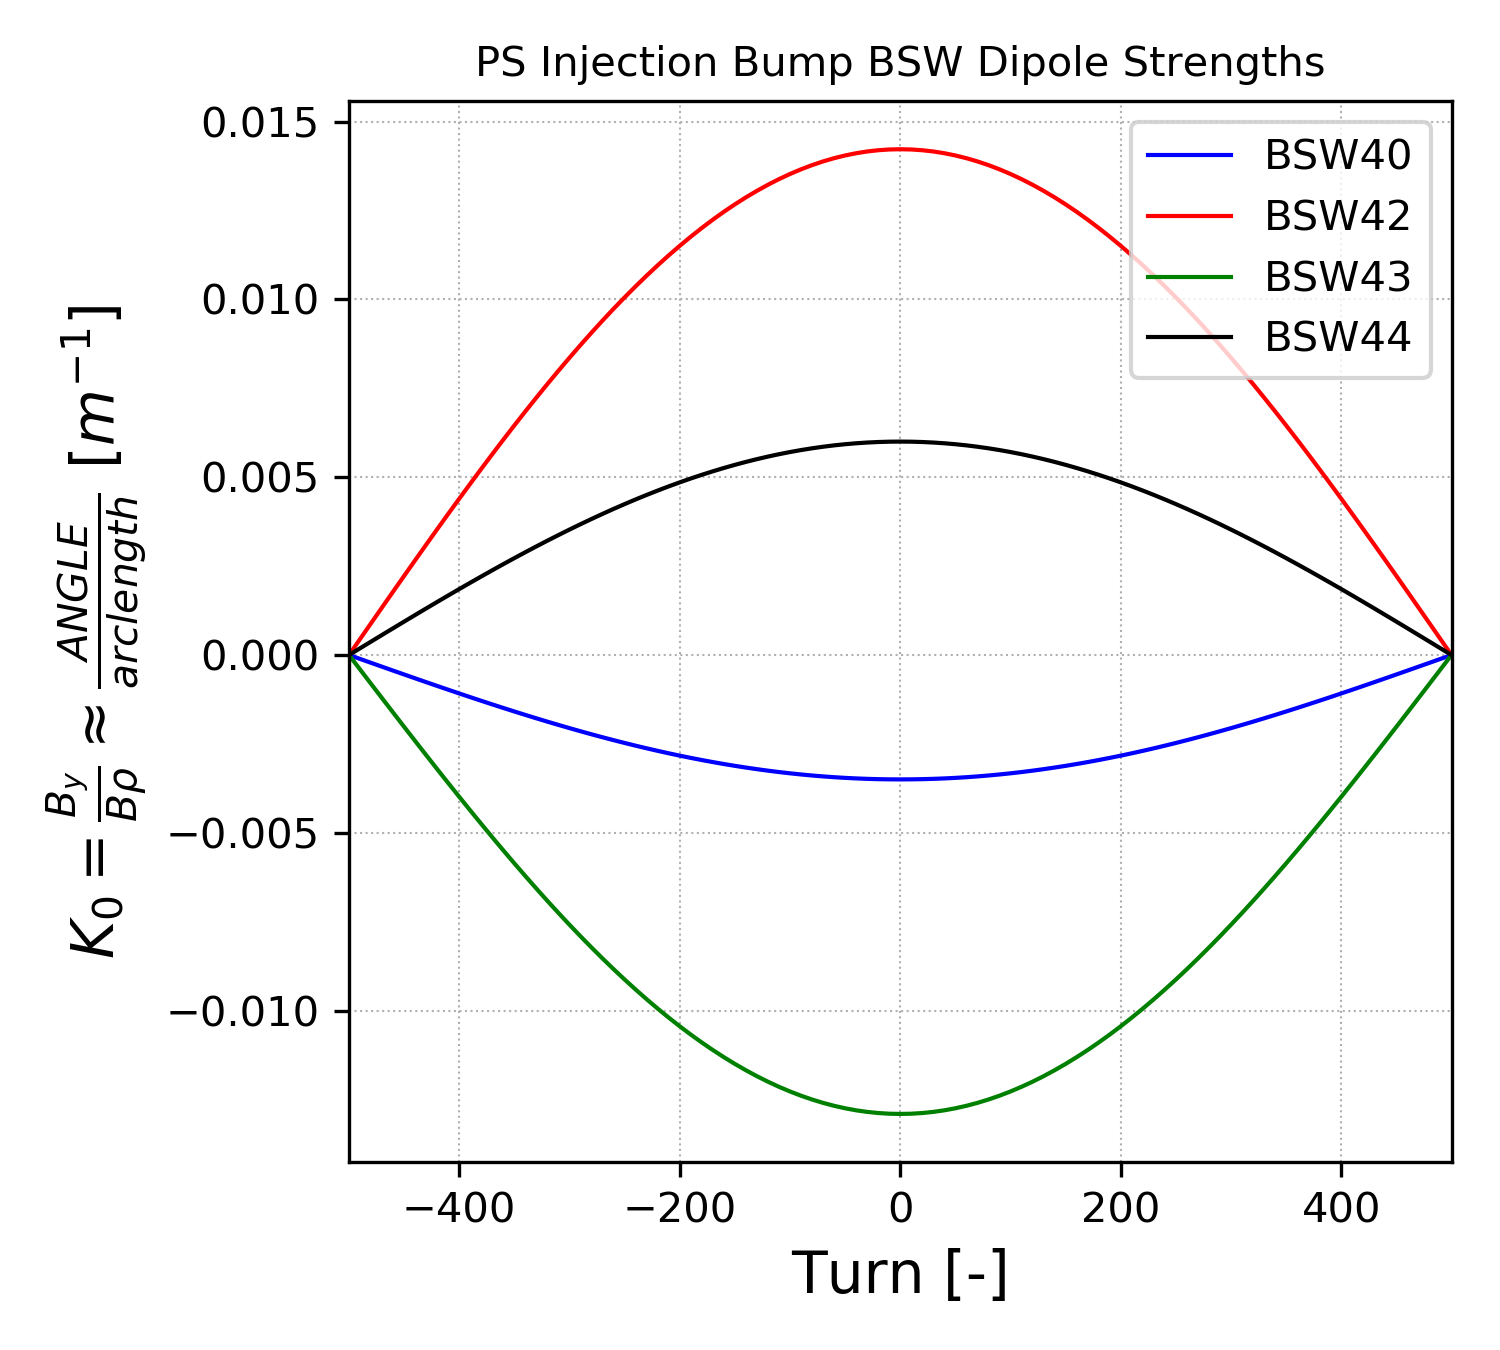 PS Injection Bump BSW Dipole Strengths
K₀ = B_y/Bρ ≈ ANGLE/arclength [m⁻¹]
0.015
0.010
0.005
0.000
−0.005
−0.010
BSW40
BSW42
BSW43
BSW44
−400 −200 0 200 400
Turn [-]